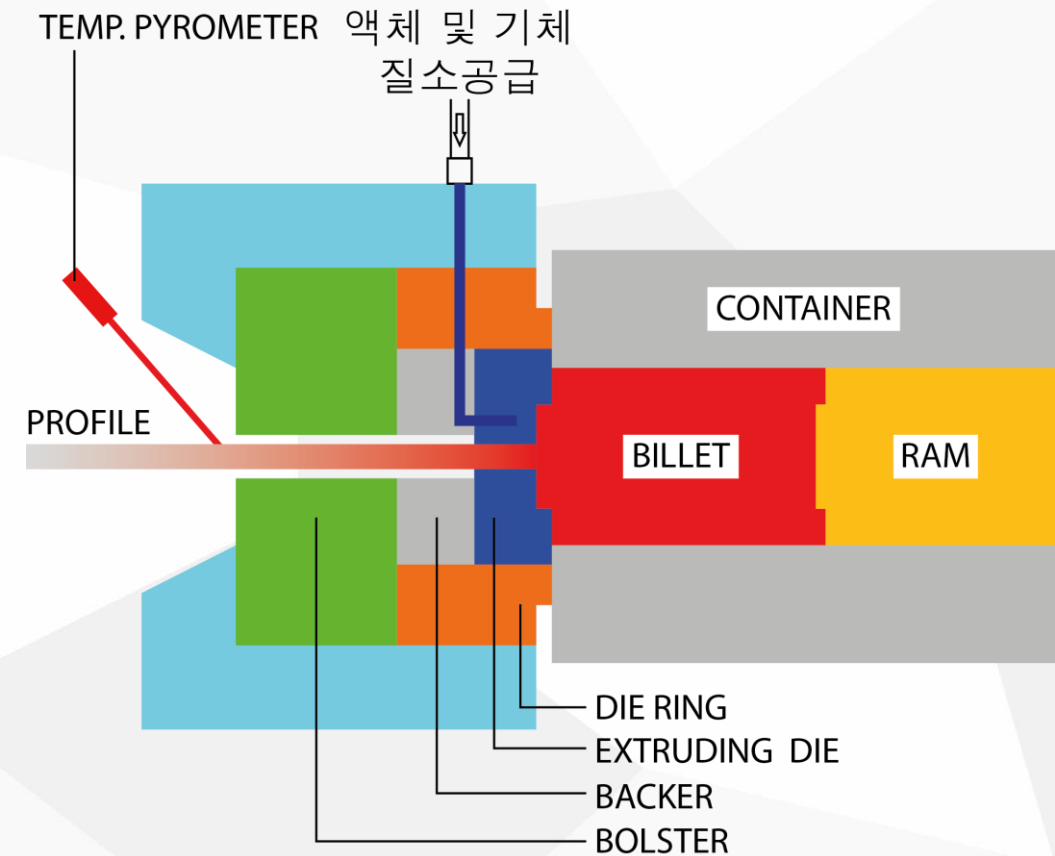 TEMP. PYROMETER
액체 및 기체
질소공급
CONTAINER
PROFILE
BILLET
RAM
DIE RING
EXTRUDING DIE
BACKER
BOLSTER